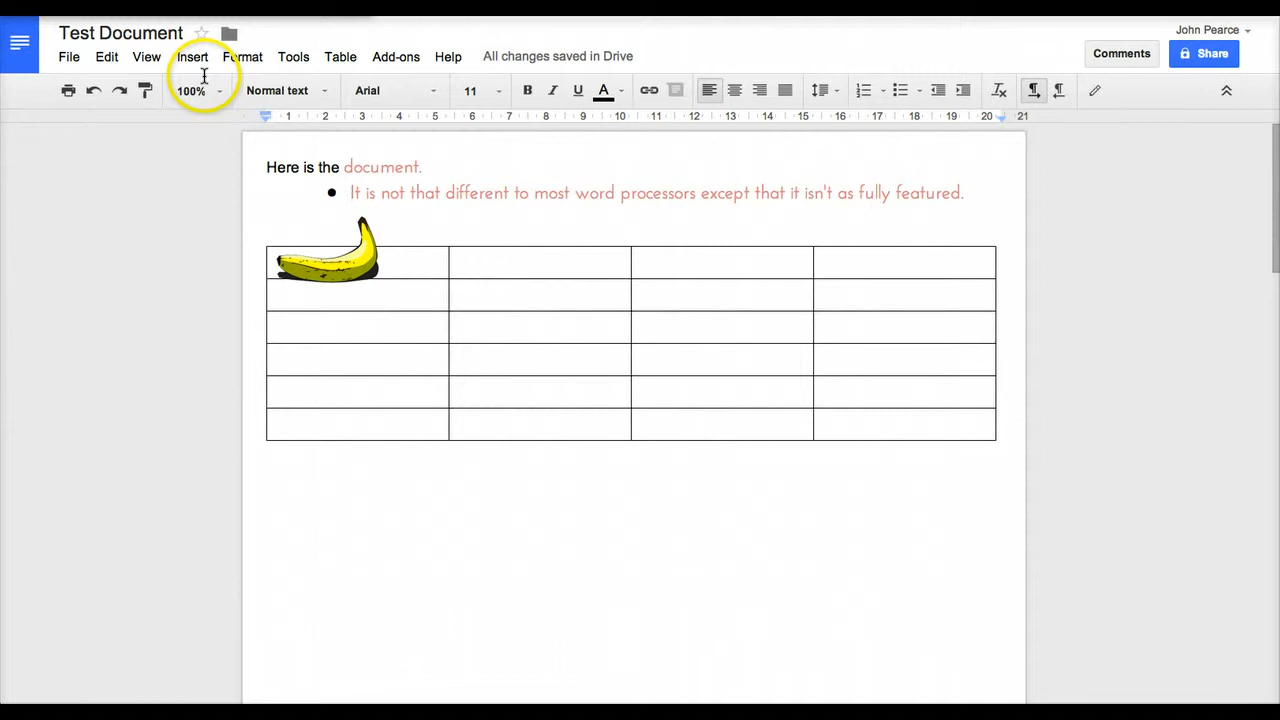 Test Document
John Pearce
File Edit View Insert Format Tools Table Add-ons Help All changes saved in Drive
Comments Share
100% Normal text Arial 11 B I U A
1 2 3 4 5 6 7 8 9 10 11 12 13 14 15 16 17 18 19 20 21
Here is the document.
It is not that different to most word processors except that it isn't as fully featured.